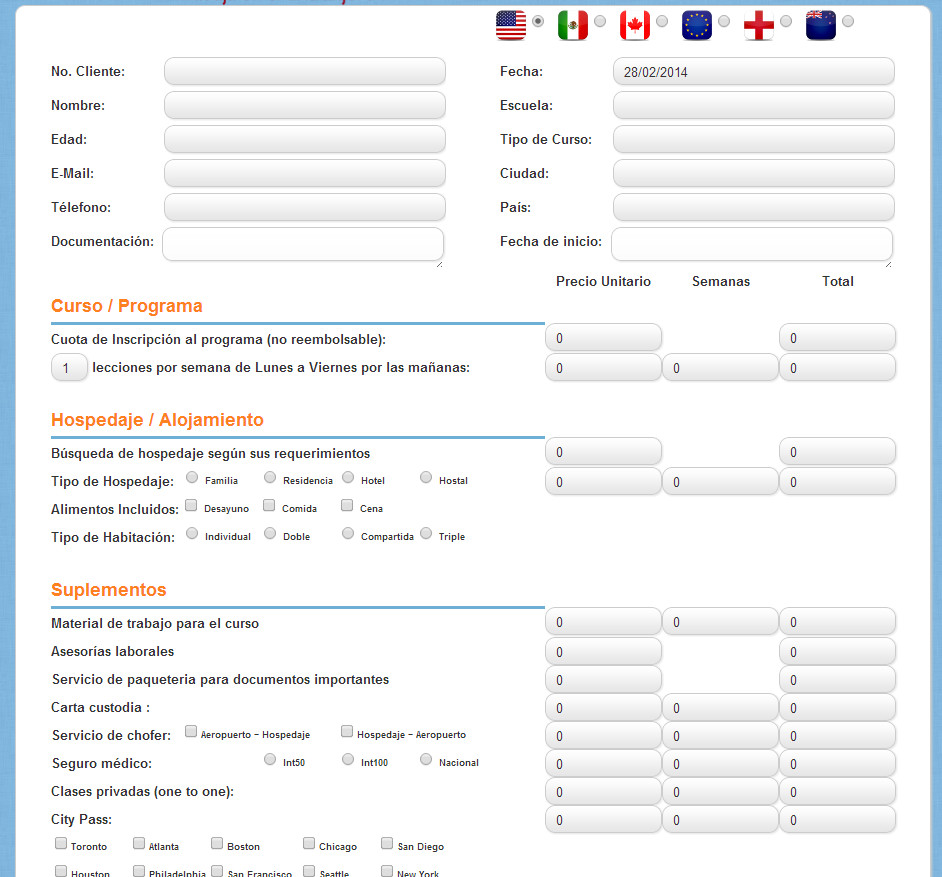 No. Cliente:
Fecha: 28/02/2014
Nombre:
Escuela:
Edad:
Tipo de Curso:
E-Mail:
Ciudad:
Télefono:
País:
Documentación:
Fecha de inicio:
Precio Unitario Semanas Total
Curso / Programa
Cuota de Inscripción al programa (no reembolsable): 0 0
1 lecciones por semana de Lunes a Viernes por las mañanas: 0 0 0
Hospedaje / Alojamiento
Búsqueda de hospedaje según sus requerimientos 0 0
Tipo de Hospedaje: Familia Residencia Hotel Hostal 0 0 0
Alimentos Incluidos: Desayuno Comida Cena
Tipo de Habitación: Individual Doble Compartida Triple
Suplementos
Material de trabajo para el curso 0 0 0
Asesorías laborales 0 0
Servicio de paqueteria para documentos importantes 0 0
Carta custodia : 0 0 0
Servicio de chofer: Aeropuerto - Hospedaje Hospedaje - Aeropuerto 0 0 0
Seguro médico: Int50 Int100 Nacional 0 0 0
Clases privadas (one to one): 0 0 0
City Pass: 0 0 0
Toronto Atlanta Boston Chicago San Diego
Houston Philadelphia San Francisco Seattle New York